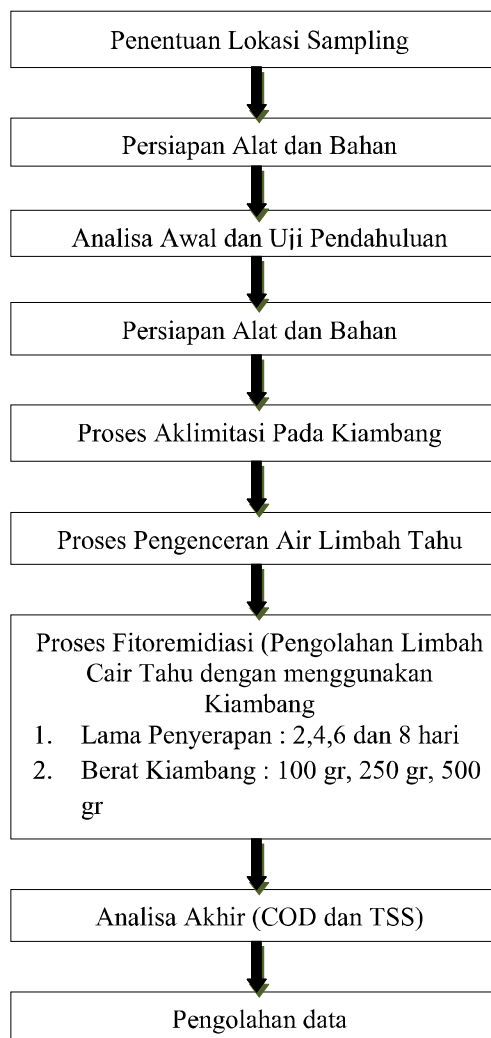 Penentuan Lokasi Sampling
Persiapan Alat dan Bahan
Analisa Awal dan Uji Pendahuluan
Persiapan Alat dan Bahan
Proses Aklimitasi Pada Kiambang
Proses Pengenceran Air Limbah Tahu
Proses Fitoremidiasi (Pengolahan Limbah
Cair Tahu dengan menggunakan
Kiambang
1. Lama Penyerapan : 2,4,6 dan 8 hari
2. Berat Kiambang : 100 gr, 250 gr, 500
gr
Analisa Akhir (COD dan TSS)
Pengolahan data